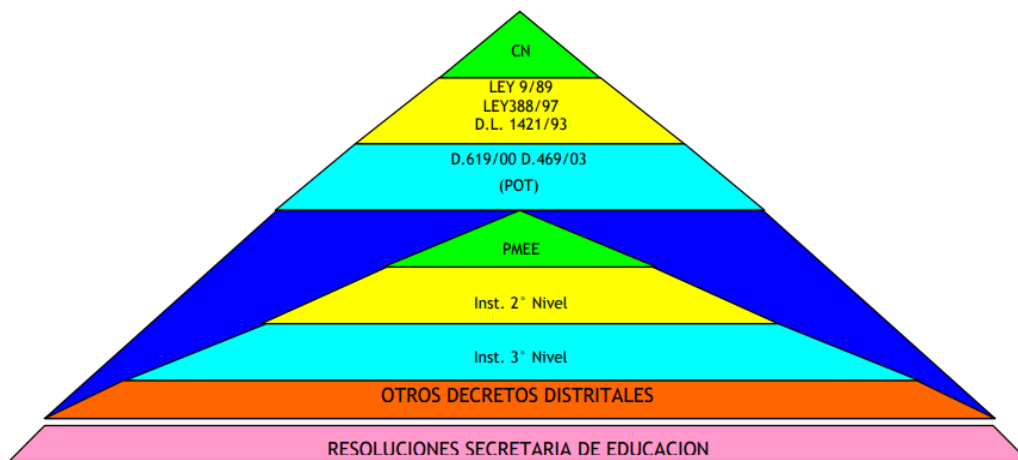 CN
LEY 9/89
LEY388/97
D.L. 1421/93
D.619/00 D.469/03
(POT)
PMEE
Inst. 2° Nivel
Inst. 3° Nivel
OTROS DECRETOS DISTRITALES
RESOLUCIONES SECRETARIA DE EDUCACION